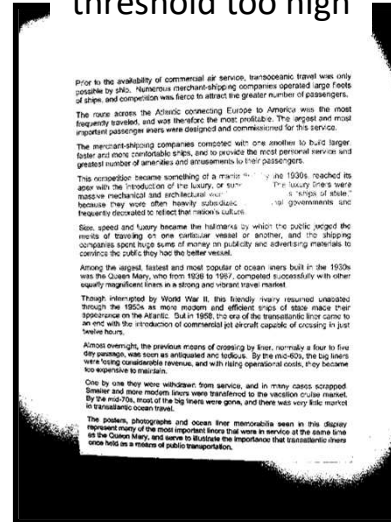 threshold too high
Prior to the availability of commercial air service, transoceanic travel was only
possible by ship. Numerous merchant-shipping companies operated large fleets
of ships, and competition was fierce to attract the greater number of passengers.
The route across the Atlantic connecting Europe to America was the most
frequently traveled, and was therefore the most profitable. The largest and most
important passenger liners were designed and commissioned for this service.
The merchant-shipping companies competed with one another to build larger,
faster and more comfortable ships, and to provide the most personal service and
greatest number of amenities and amusements to their passengers.
This competition became something of a mania the 1930s, reached its
apex with the introduction of the luxury, or The luxury liners were
massive mechanical and architectural "ships of state,"
because they were often heavily subsidized governments and
frequently decorated to reflect that nation's culture.
Size, speed and luxury became the hallmarks by which the public judged the
merits of traveling on one particular vessel or another, and the shipping
companies spent huge sums of money on publicity and advertising materials to
convince the public they had the better vessel.
Among the largest, fastest and most popular of ocean liners built in the 1930s
was the Queen Mary, who from 1936 to 1967, competed successfully with other
equally magnificent liners in a strong and vibrant travel market.
Though interrupted by World War II, this friendly rivalry resumed unabated
through the 1950s as more modern and efficient ships of state made their
appearance on the Atlantic. But in 1958, the era of the transatlantic liner came to
an end with the introduction of commercial jet aircraft capable of crossing in just
twelve hours.
Almost overnight, the previous means of crossing by liner, normally a four to five
day passage, was soon as antiquated and tedious. By the mid-60s, the big liners
were losing considerable revenue, and with rising operational costs, they became
too expensive to maintain.
One by one they were withdrawn from service, and in many cases scrapped.
Smaller and more modern liners were transferred to the vacation cruise market.
By the mid-70s, most of the big liners were gone, and there was very little market
in transatlantic ocean travel.
The posters, photographs and ocean liner memorabilia seen in this display
represent many of the most important liners that were in service at the same time
as the Queen Mary, and serve to illustrate the importance that transatlantic liners
once held as a means of public transportation.